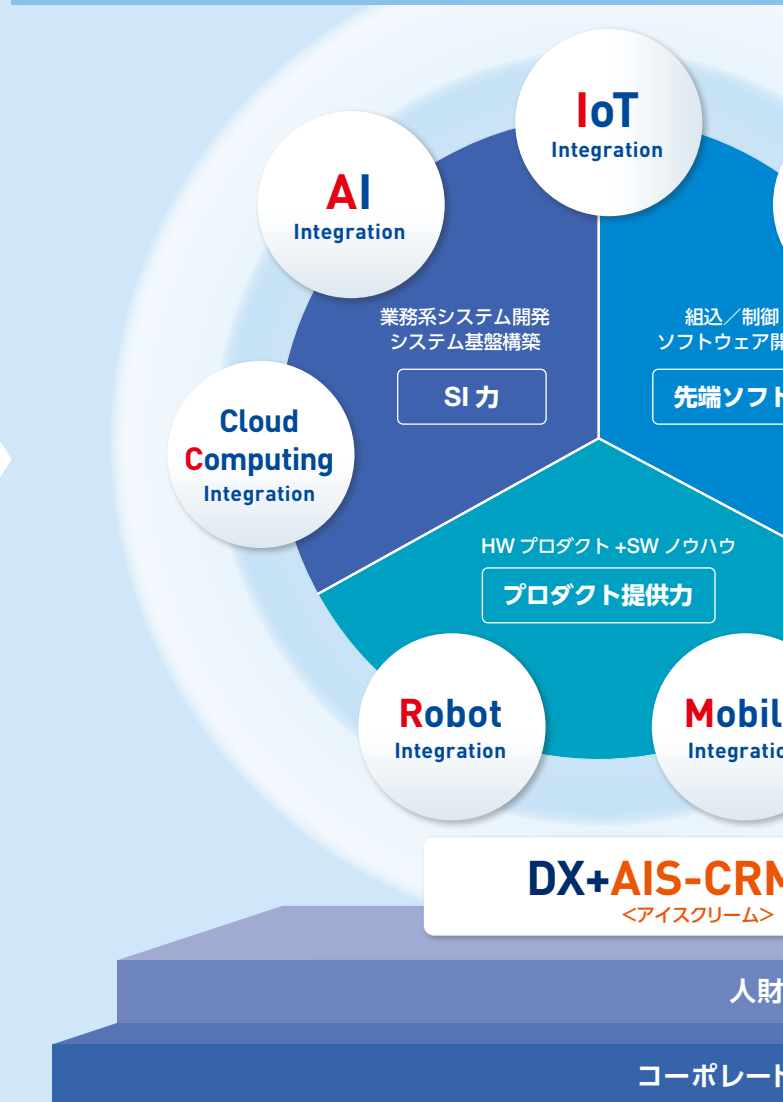 IoT
Integration
AI
Integration
業務系システム開発
システム基盤構築
SI 力
組込／制御
ソフトウェア開
先端ソフト
Cloud
Computing
Integration
HW プロダクト +SW ノウハウ
プロダクト提供力
Robot
Integration
Mobil
Integratio
DX+AIS-CRM
<アイスクリーム>
人財
コーポレート